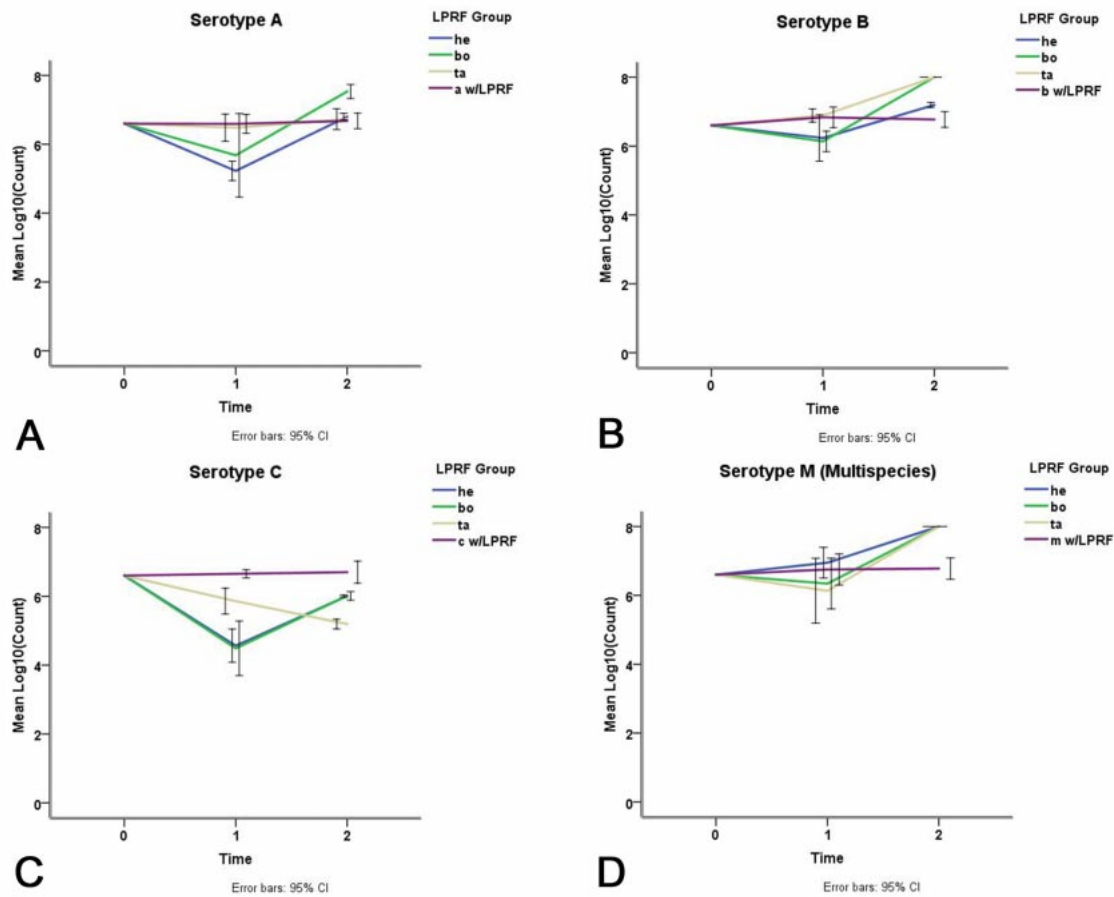 Serotype A
LPRF Group
he
bo
ta
a w/LPRF
Mean Log10(Count)
8
6
4
2
0
0 1 2
Time
Error bars: 95% CI
A
Serotype B
LPRF Group
he
bo
ta
b w/LPRF
Mean Log10(Count)
8
6
4
2
0
0 1 2
Time
Error bars: 95% CI
B
Serotype C
LPRF Group
he
bo
ta
c w/LPRF
Mean Log10(Count)
8
6
4
2
0
0 1 2
Time
Error bars: 95% CI
C
Serotype M (Multispecies)
LPRF Group
he
bo
ta
m w/LPRF
Mean Log10(Count)
8
6
4
2
0
0 1 2
Time
Error bars: 95% CI
D